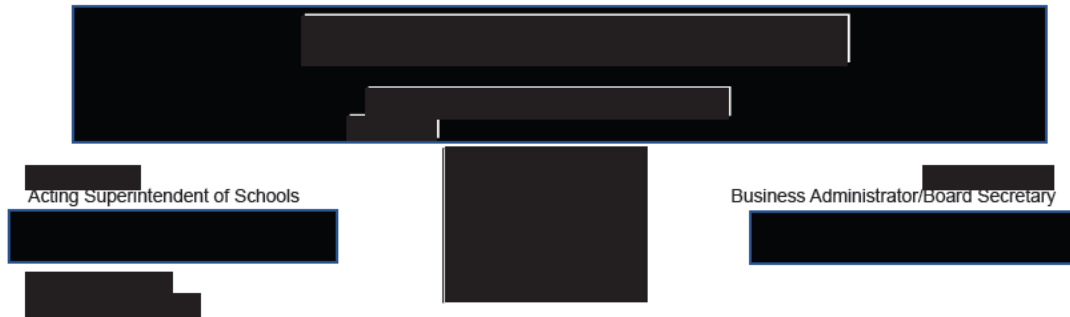 Acting Superintendent of Schools
Business Administrator/Board Secretary